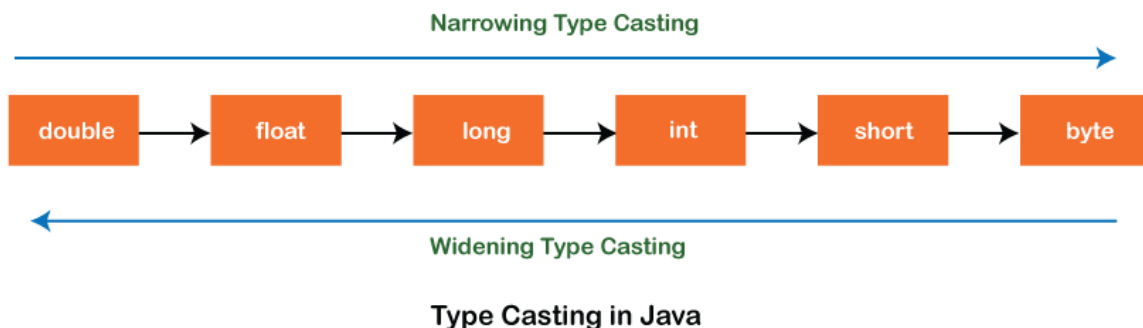 Narrowing Type Casting
double float long int short byte
Widening Type Casting
Type Casting in Java